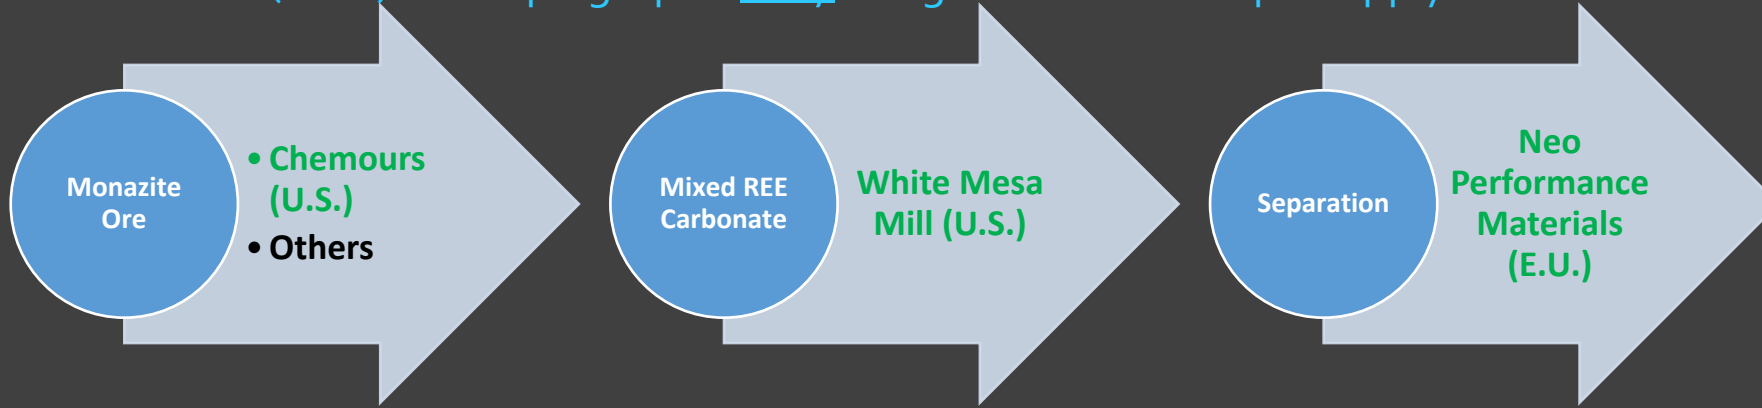 Monazite
Ore
• Chemours
(U.S.)
• Others
Mixed REE
Carbonate
White Mesa
Mill (U.S.)
Separation
Neo
Performance
Materials
(E.U.)